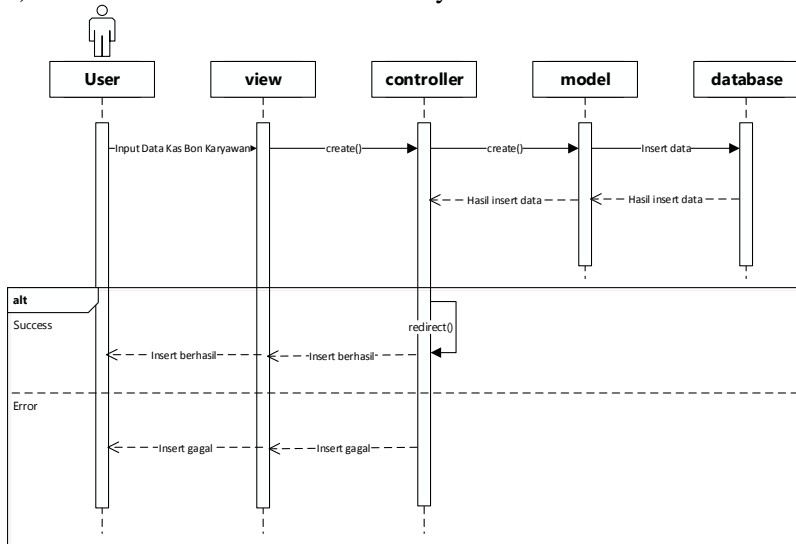 User
view
controller
model
database
Input Data Kas Bon Karyawan
create()
create()
Insert data
Hasil insert data
Hasil insert data
alt
Success
redirect()
Insert berhasil
Insert berhasil
Error
Insert gagal
Insert gagal